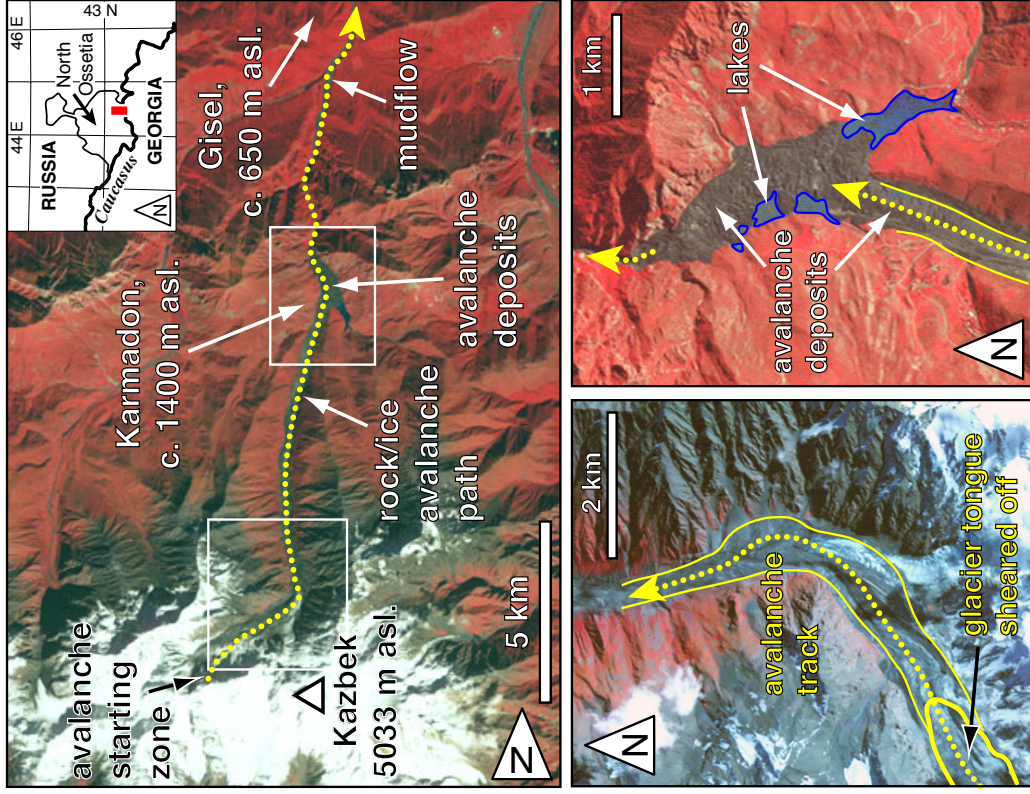 46 E
43 N
44 E
North
Ossetia
RUSSIA
GEORGIA
Caucasus
N
Gisel,
c. 650 m asl.
mudflow
Karmadon,
c. 1400 m asl.
avalanche
deposits
rock/ice
avalanche
path
avalanche
starting
zone
Kazbek
5033 m asl.
5 km
N
1 km
lakes
avalanche
deposits
N
2 km
avalanche
track
glacier tongue
sheared off
N